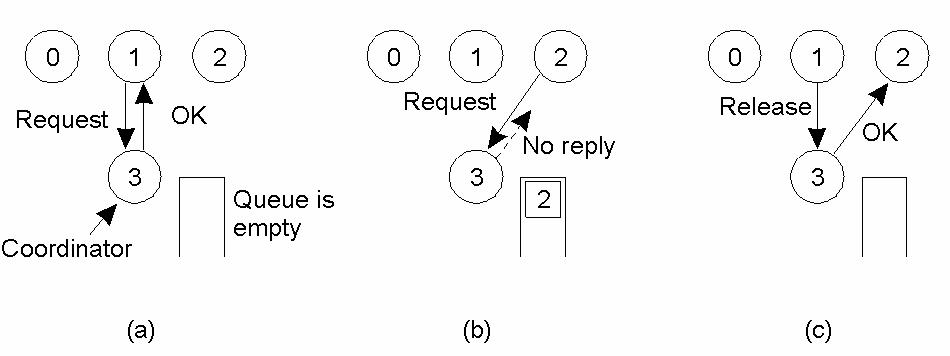 0 1 2
Request OK
3
Queue is
empty
Coordinator
(a)
0 1 2
Request
No reply
3
2
(b)
0 1 2
Release
OK
3
(c)